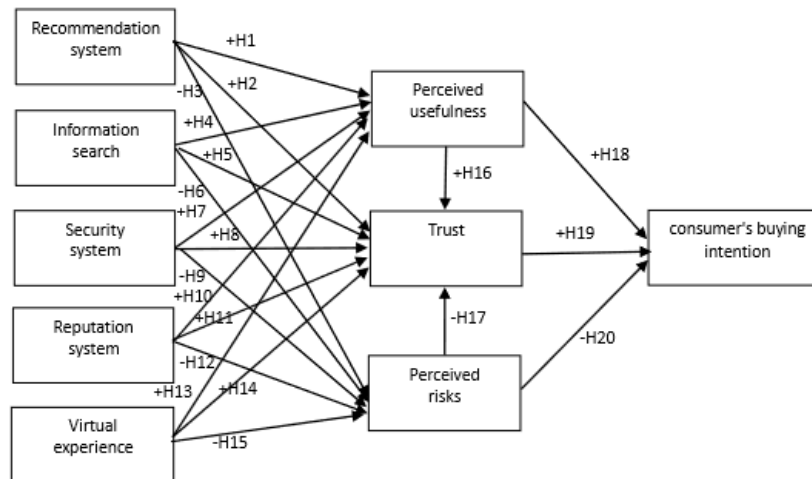 Recommendation
system
+H1
+H2
-H3
Information
search
+H4
+H5
-H6
Security
system
+H7
+H8
-H9
Reputation
system
+H10
+H11
-H12
Virtual
experience
+H13
+H14
-H15
Perceived
usefulness
+H16
Trust
-H17
Perceived
risks
+H18
+H19
-H20
consumer's buying
intention